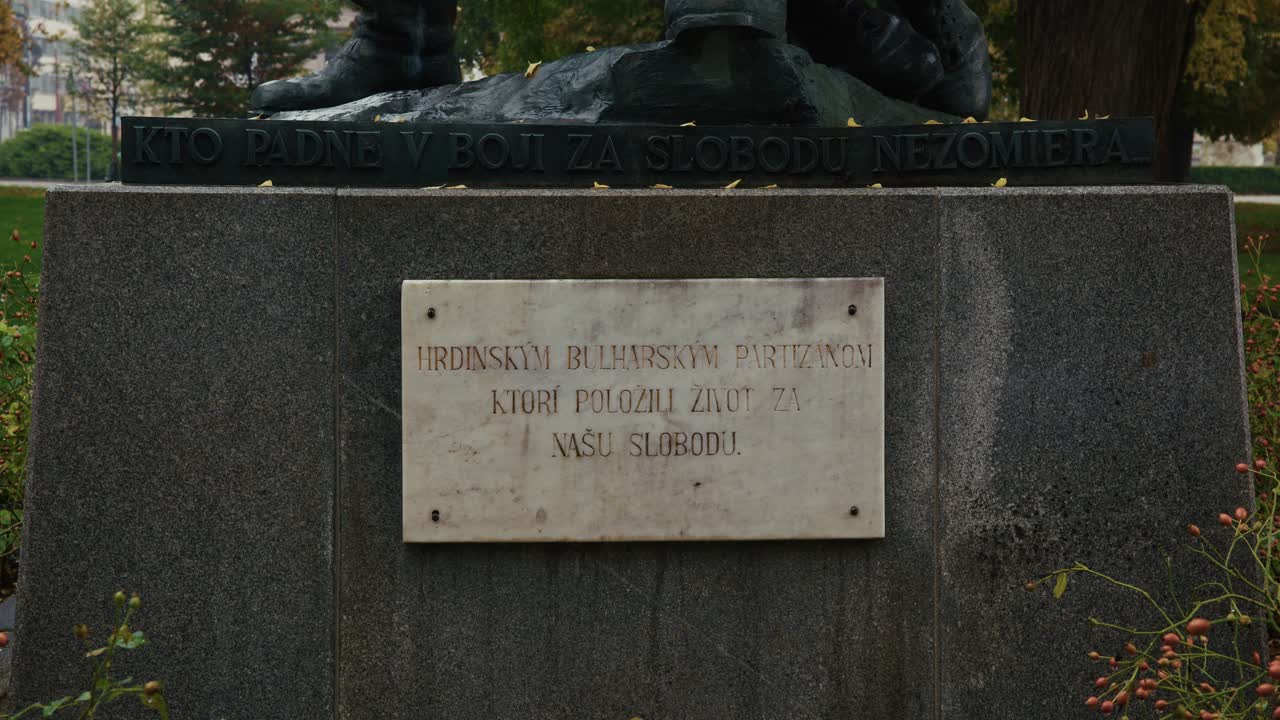 KTO PADNE V BOJI ZA SLOBODU, NEZOMIERA...
HRDINSKÝM BULHARSKÝM PARTIZÁNOM
KTORÍ POLOŽILI ŽIVOT ZA
NAŠU SLOBODU.